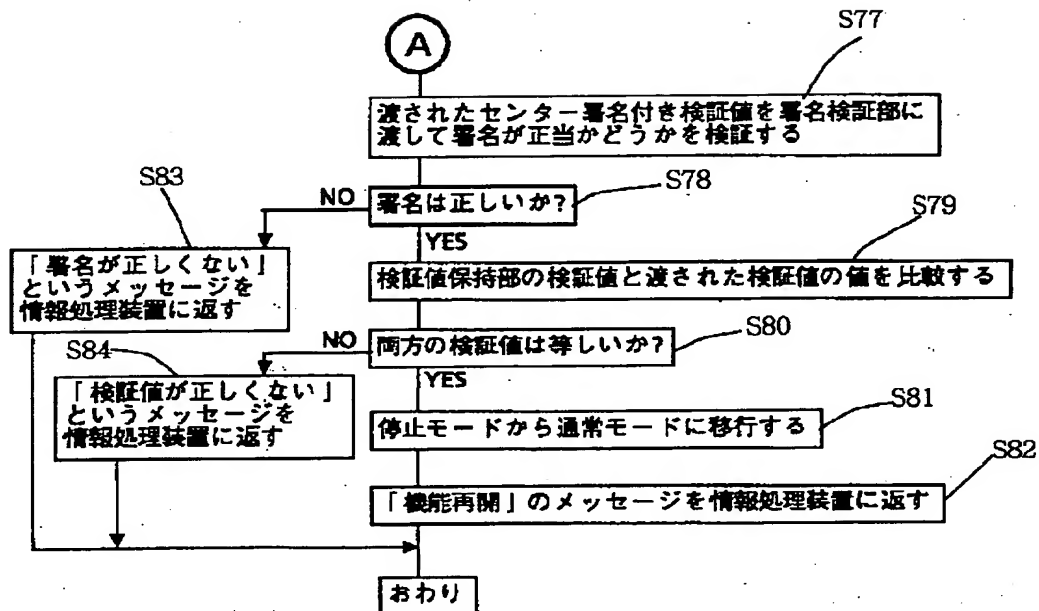 A
S77
渡されたセンター署名付き検証値を署名検証部に
渡して署名が正当かどうかを検証する
S78
署名は正しいか?
NO
YES
S83
「署名が正しくない」
というメッセージを
情報処理装置に返す
S79
検証値保持部の検証値と渡された検証値の値を比較する
S80
両方の検証値は等しいか?
NO
YES
S84
「検証値が正しくない」
というメッセージを
情報処理装置に返す
S81
停止モードから通常モードに移行する
S82
「機能再開」のメッセージを情報処理装置に返す
おわり